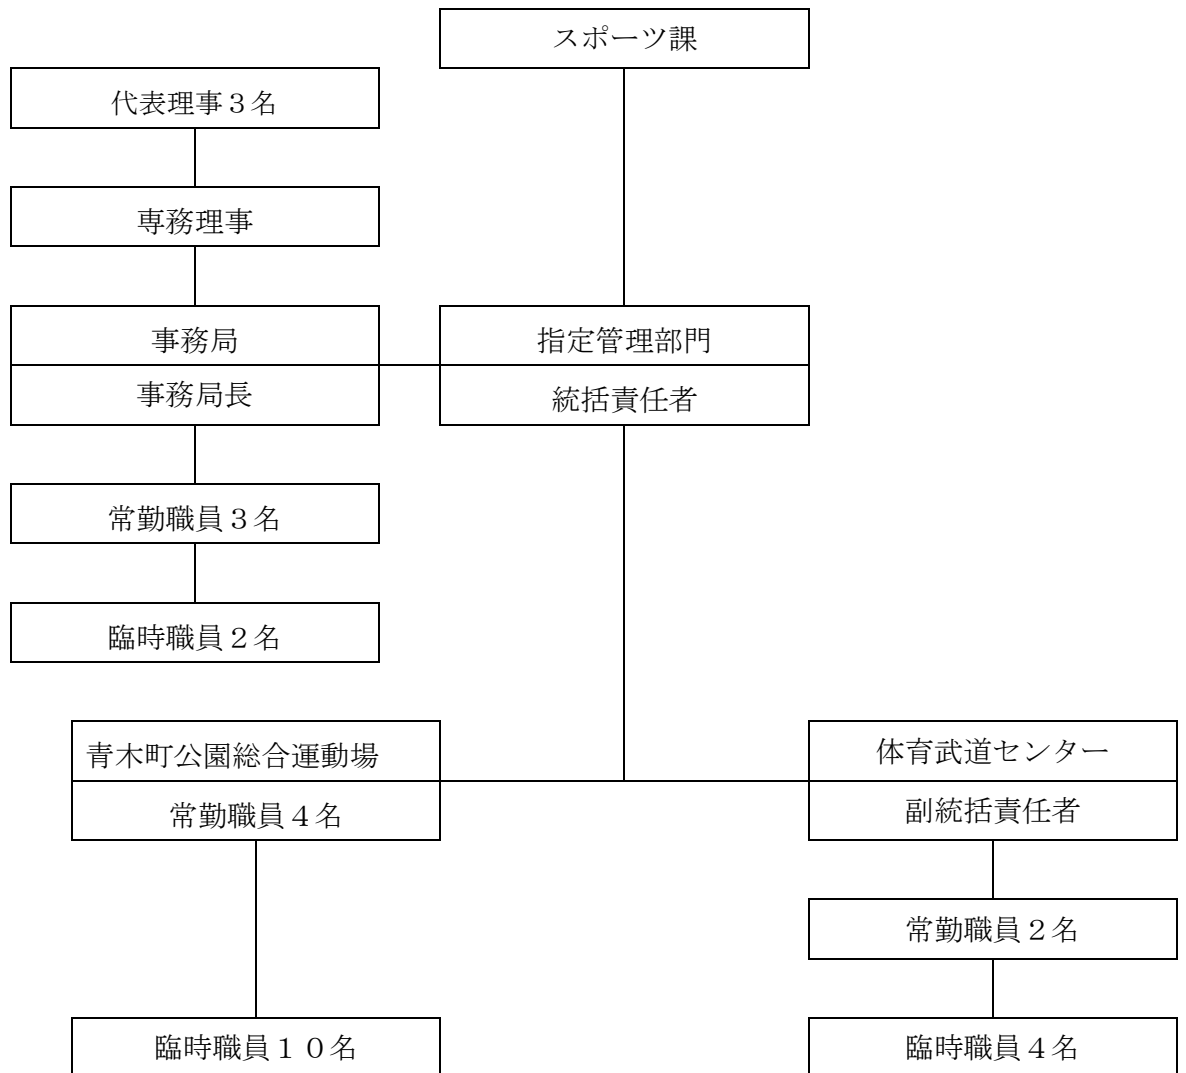 スポーツ課
代表理事３名
専務理事
事務局
事務局長
指定管理部門
統括責任者
常勤職員３名
臨時職員２名
青木町公園総合運動場
常勤職員４名
臨時職員１０名
体育武道センター
副統括責任者
常勤職員２名
臨時職員４名